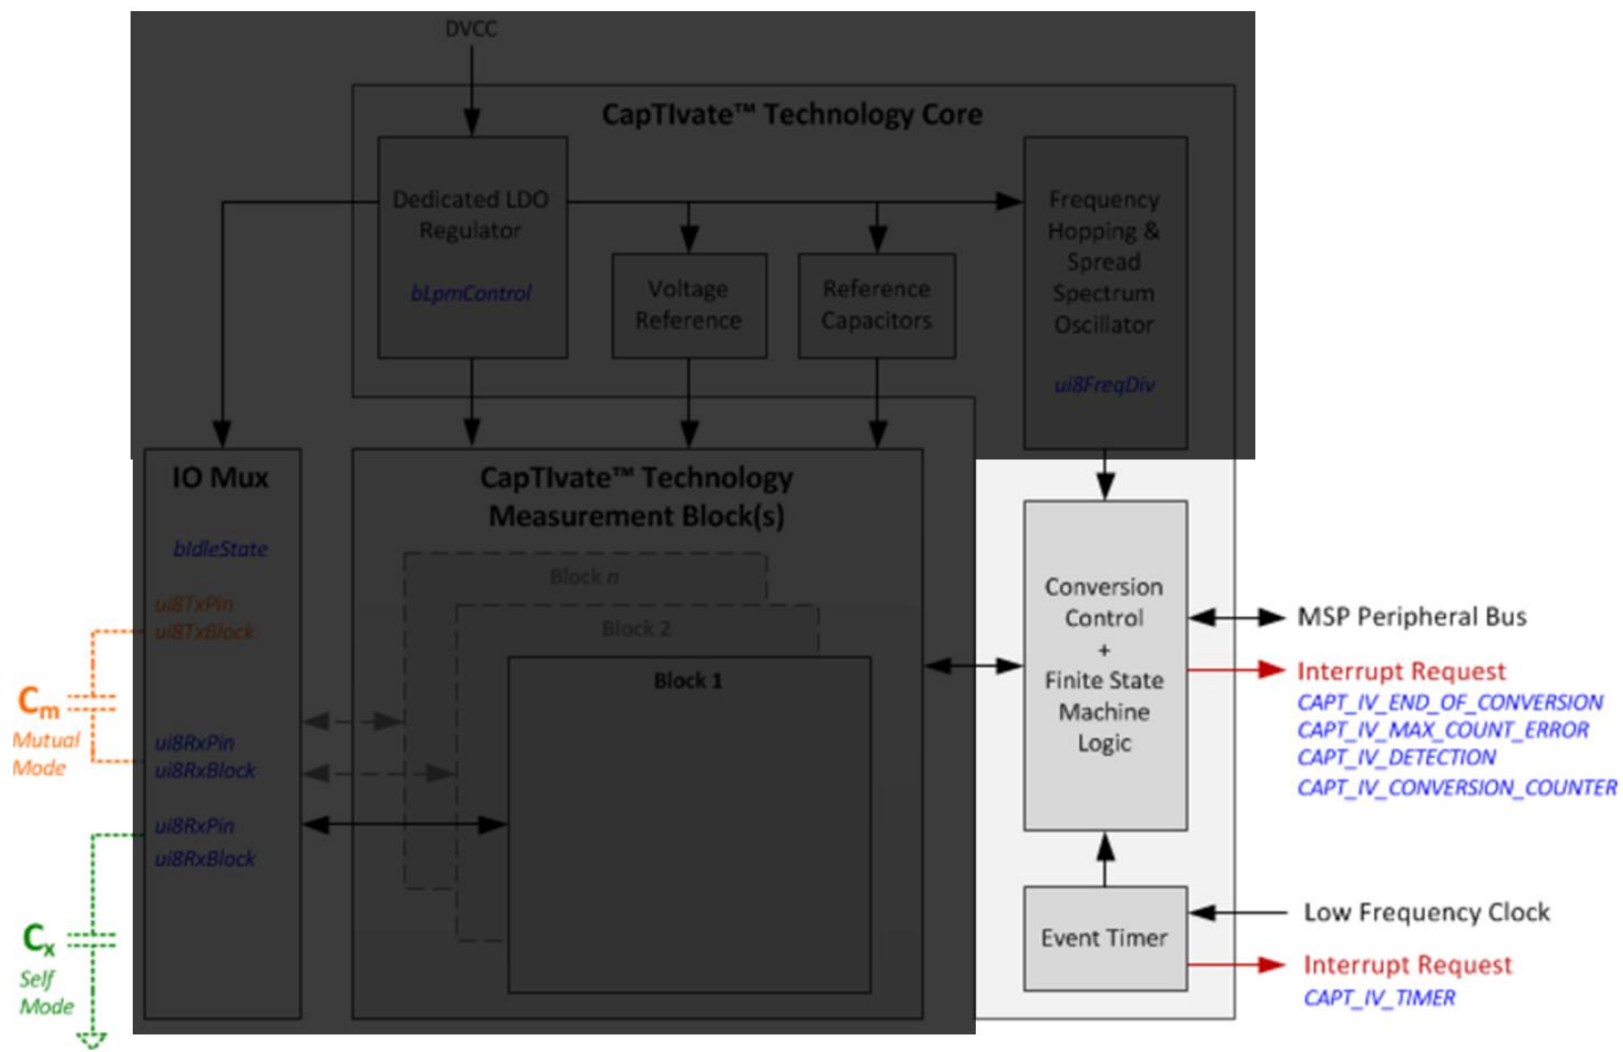 DVCC
CapTIvate™ Technology Core
Dedicated LDO
Regulator
bLpmControl
Voltage
Reference
Reference
Capacitors
Frequency
Hopping &
Spread
Spectrum
Oscillator
ui8FreqDiv
IO Mux
bIdleState
ui8TxPin
ui8TxBlock
ui8RxPin
ui8RxBlock
ui8RxPin
ui8RxBlock
Cm
Mutual
Mode
Cx
Self
Mode
CapTIvate™ Technology
Measurement Block(s)
Block n
Block 2
Block 1
Conversion
Control
+
Finite State
Machine
Logic
MSP Peripheral Bus
Interrupt Request
CAPT_IV_END_OF_CONVERSION
CAPT_IV_MAX_COUNT_ERROR
CAPT_IV_DETECTION
CAPT_IV_CONVERSION_COUNTER
Event Timer
Low Frequency Clock
Interrupt Request
CAPT_IV_TIMER